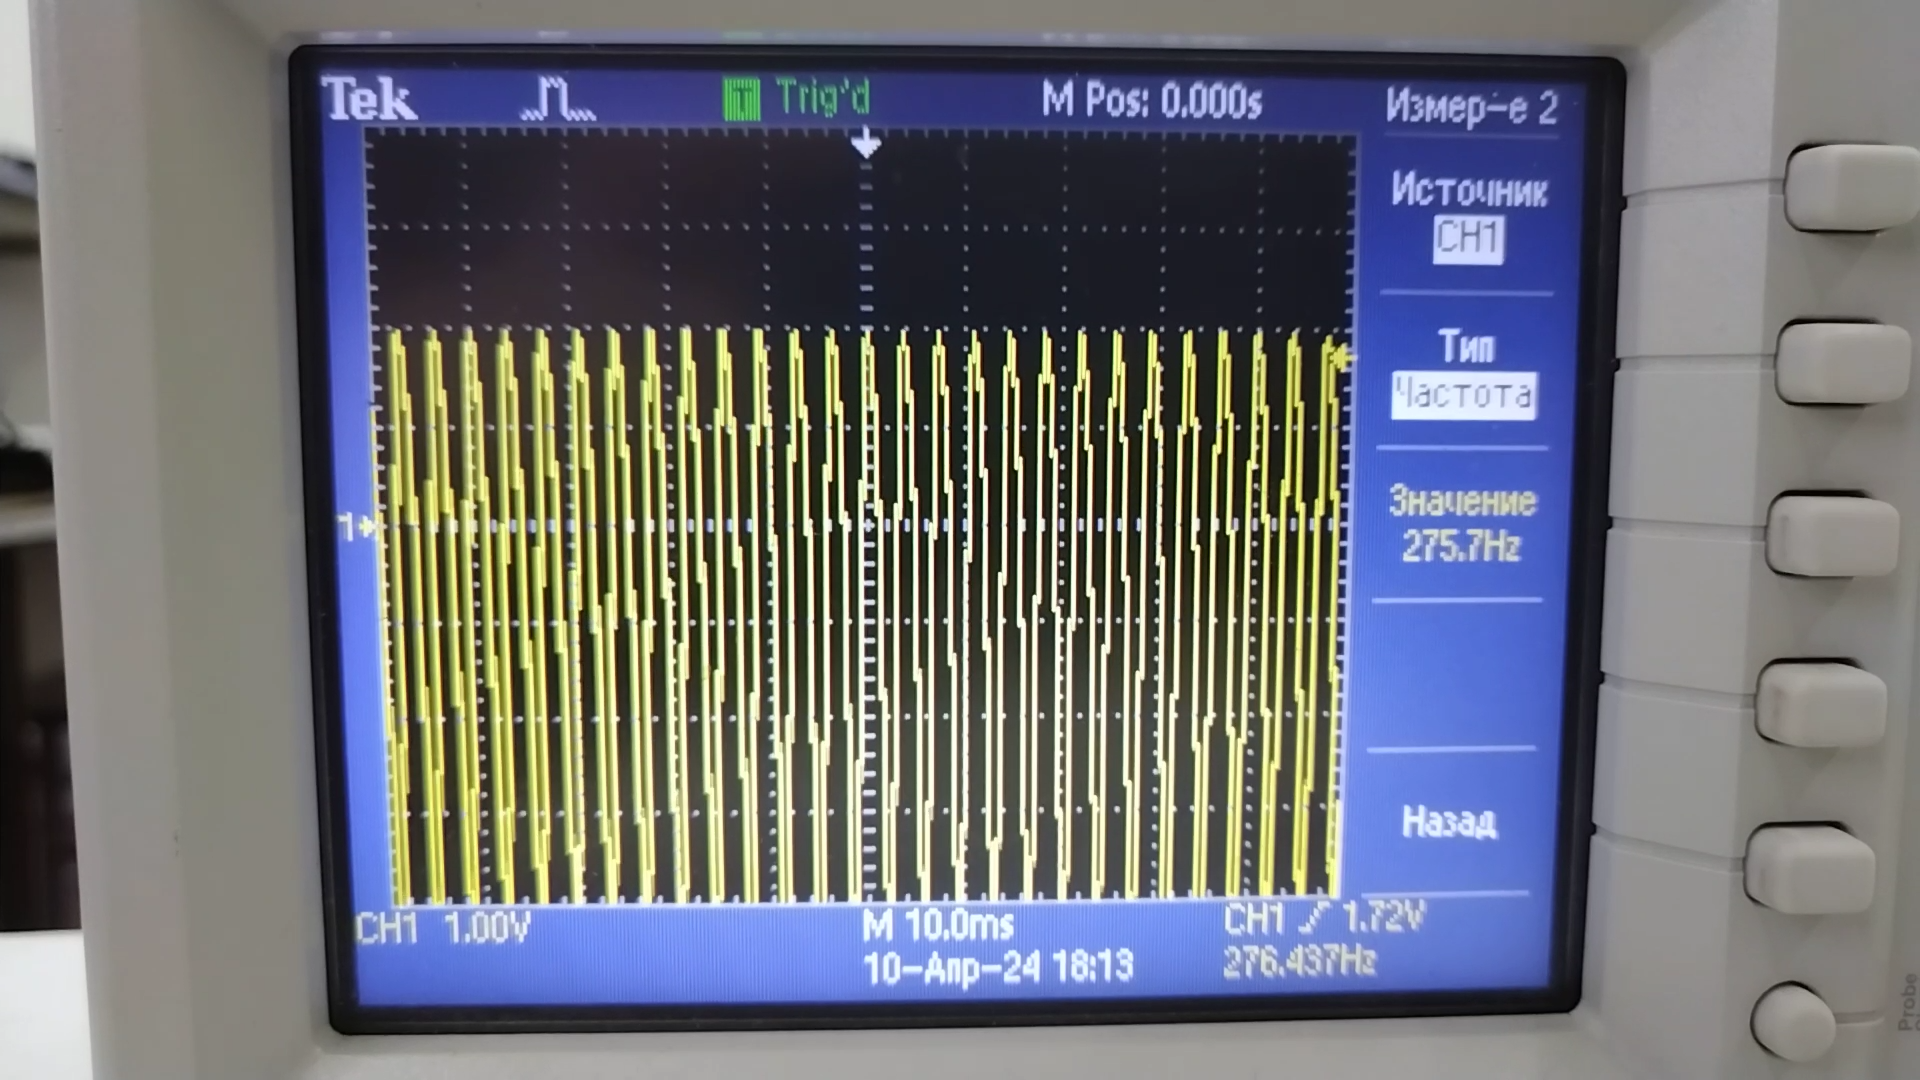 Tek
T Trig'd
M Pos: 0.000s
Измер-е 2
Источник
CH1
Тип
Частота
Значение
275.7Hz
Назад
1
CH1 1.00V
M 10.0ms
CH1 1.72V
10-Апр-24 18:13
276.437Hz
Probe